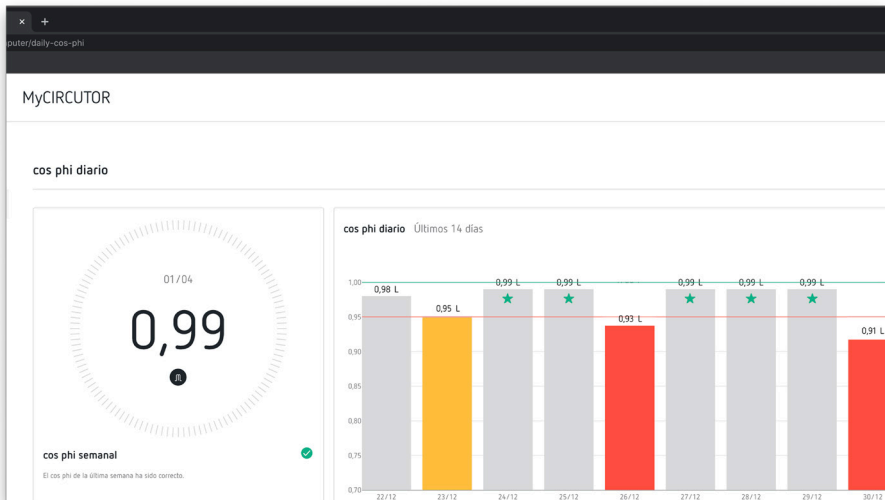 × +
puter/daily-cos-phi
MyCIRCUTOR
cos phi diario
01/04
0,99
cos phi semanal
El cos phi de la última semana ha sido correcto.
cos phi diario Últimos 14 días
1,00
0,95
0,90
0,85
0,80
0,75
0,70
0,98 L
0,95 L
0,99 L
0,99 L
0,93 L
0,99 L
0,99 L
0,99 L
0,91 L
22/12 23/12 24/12 25/12 26/12 27/12 28/12 29/12 30/12